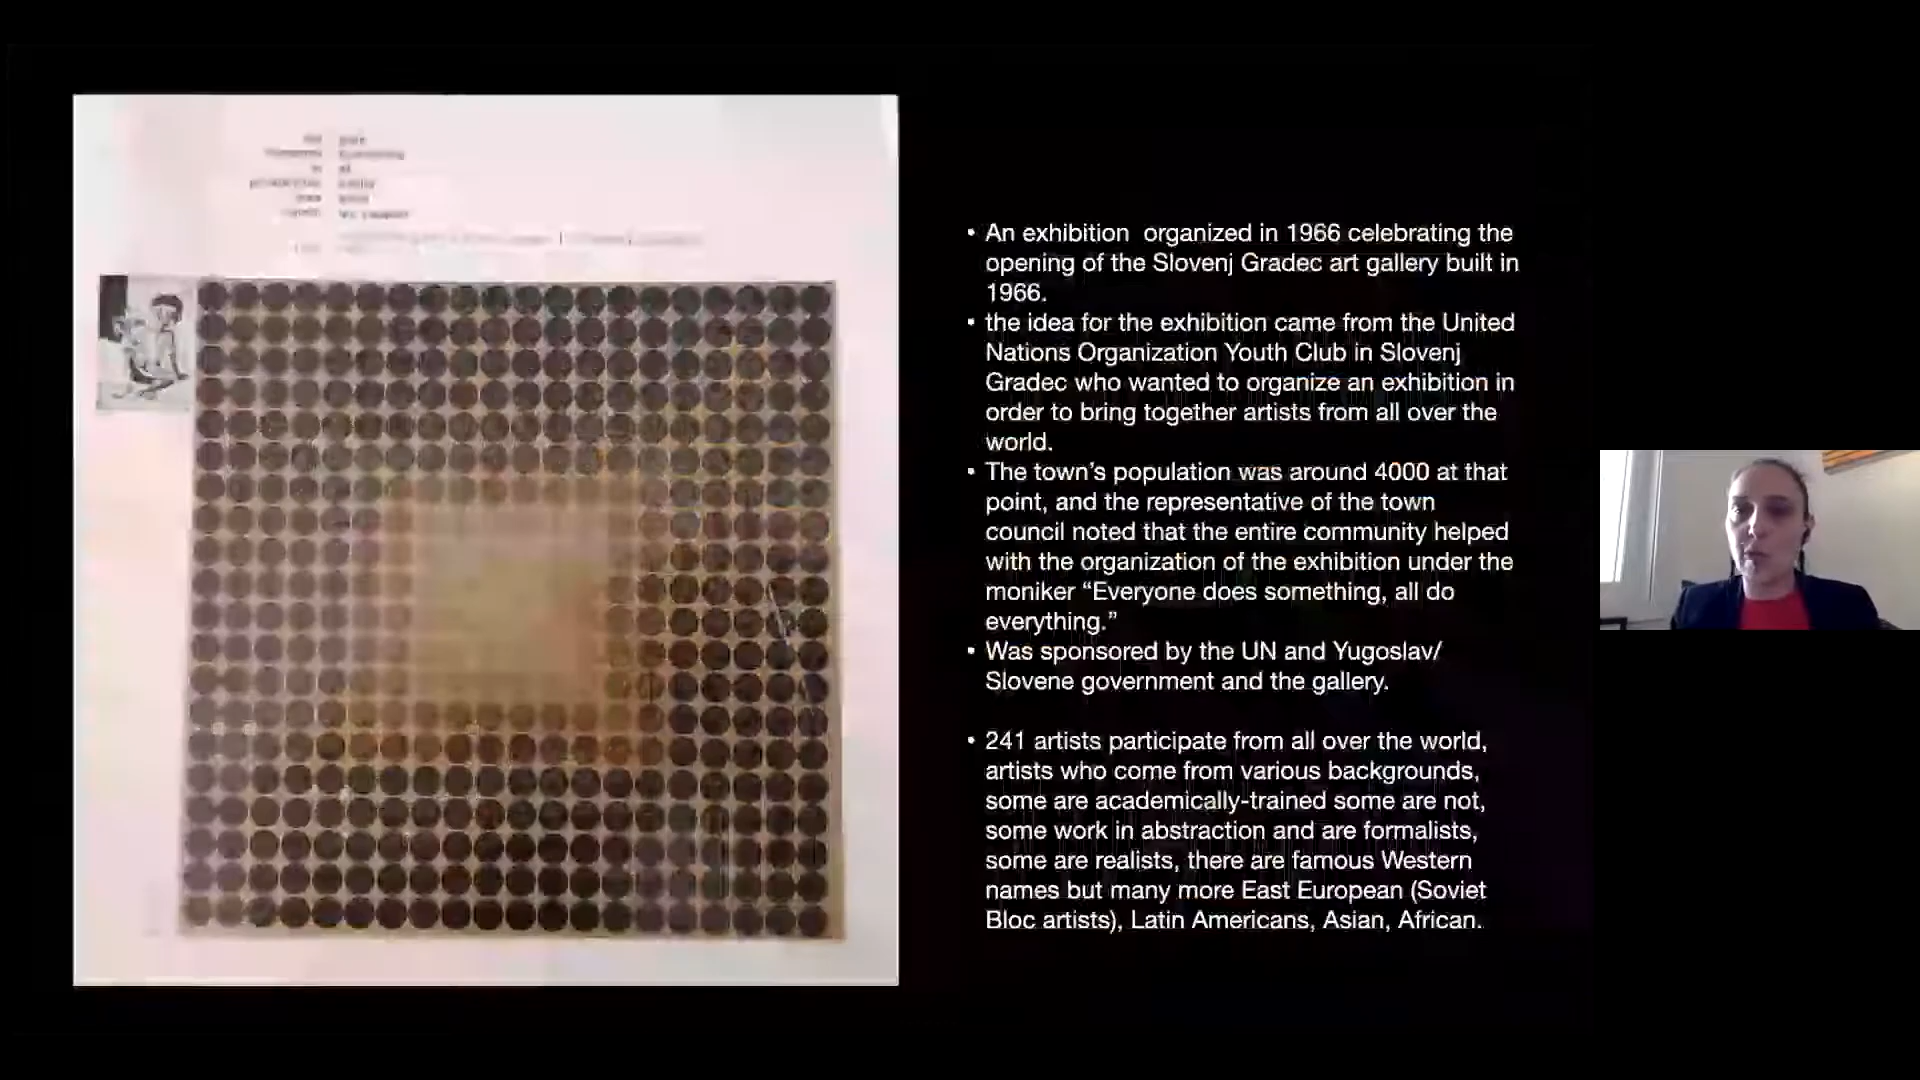 • An exhibition  organized in 1966 celebrating the
opening of the Slovenj Gradec art gallery built in
1966.
• the idea for the exhibition came from the United
Nations Organization Youth Club in Slovenj
Gradec who wanted to organize an exhibition in
order to bring together artists from all over the
world.
• The town’s population was around 4000 at that
point, and the representative of the town
council noted that the entire community helped
with the organization of the exhibition under the
moniker “Everyone does something, all do
everything.”
• Was sponsored by the UN and Yugoslav/
Slovene government and the gallery.
• 241 artists participate from all over the world,
artists who come from various backgrounds,
some are academically-trained some are not,
some work in abstraction and are formalists,
some are realists, there are famous Western
names but many more East European (Soviet
Bloc artists), Latin Americans, Asian, African.